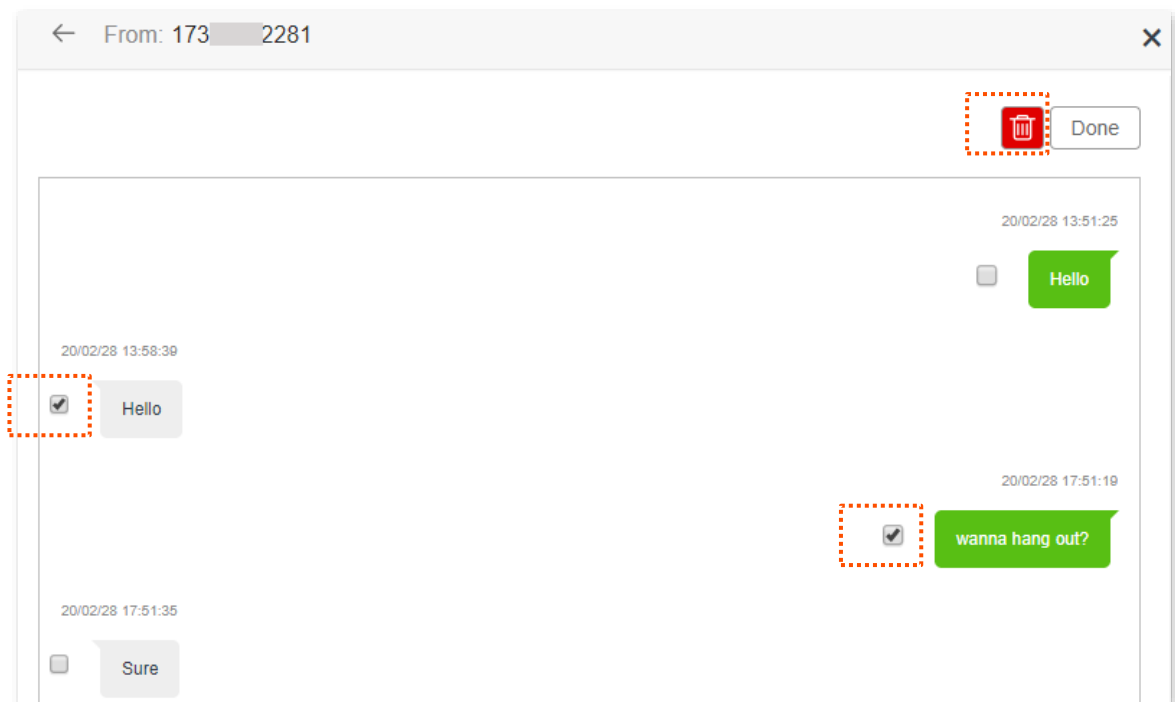 From: 173 2281
Done
20/02/28 13:51:25
Hello
20/02/28 13:58:39
Hello
20/02/28 17:51:19
wanna hang out?
20/02/28 17:51:35
Sure